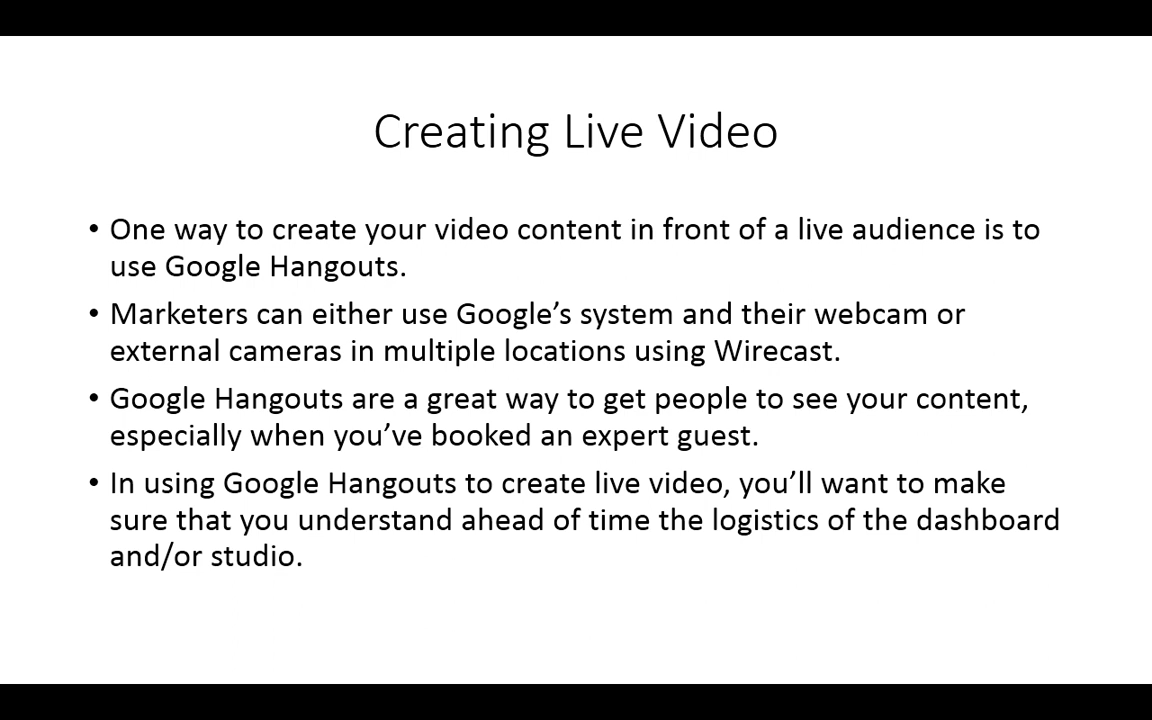 Creating Live Video
• One way to create your video content in front of a live audience is to
use Google Hangouts.
• Marketers can either use Google’s system and their webcam or
external cameras in multiple locations using Wirecast.
• Google Hangouts are a great way to get people to see your content,
especially when you’ve booked an expert guest.
• In using Google Hangouts to create live video, you’ll want to make
sure that you understand ahead of time the logistics of the dashboard
and/or studio.